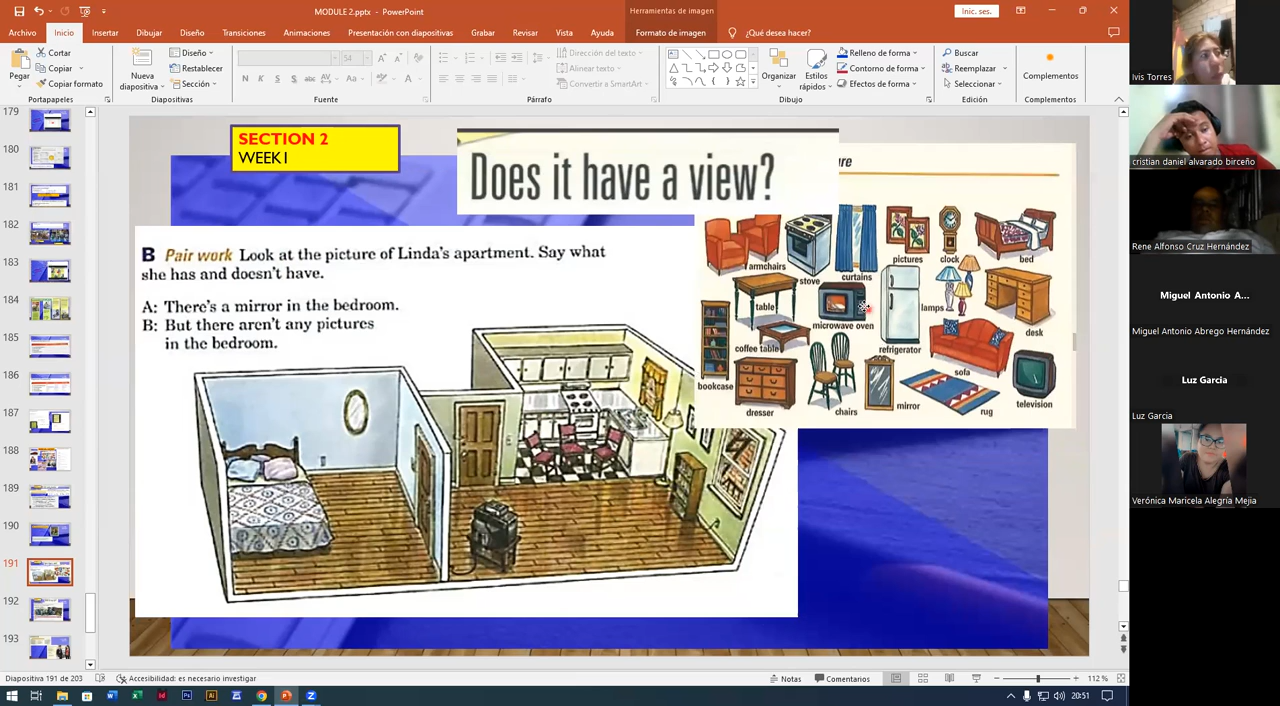 MODULE 2.pptx - PowerPoint
Herramientas de imagen
Inic. ses.
Archivo
Inicio
Insertar
Dibujar
Diseño
Transiciones
Animaciones
Presentación con diapositivas
Grabar
Revisar
Vista
Ayuda
Formato de imagen
¿Qué desea hacer?
Pegar
Cortar
Copiar
Copiar formato
Portapapeles
Nueva
diapositiva
Diseño
Restablecer
Sección
Diapositivas
54
N K S S abc AV Aa A
Fuente
Párrafo
Dirección del texto
Alinear texto
Convertir a SmartArt
Organizar
Estilos
rápidos
Relleno de forma
Contorno de forma
Efectos de forma
Dibujo
Buscar
Reemplazar
Seleccionar
Edición
Complementos
Complementos
179
180
181
182
183
184
185
186
187
188
189
190
191
192
193
SECTION 2
WEEK1
Does it have a view?
B Pair work Look at the picture of Linda's apartment. Say what
she has and doesn't have.
A: There's a mirror in the bedroom.
B: But there aren't any pictures
in the bedroom.
ure
armchairs
stove
curtains
pictures
clock
bed
table
microwave oven
lamps
desk
coffee table
refrigerator
sofa
bookcase
dresser
chairs
mirror
rug
television
Ivis Torres
cristian daniel alvarado birceño
Rene Alfonso Cruz Hernández
Miguel Antonio A...
Miguel Antonio Abrego Hernández
Luz Garcia
Luz Garcia
Verónica Maricela Alegría Mejia
Diapositiva 191 de 203
Accesibilidad: es necesario investigar
Notas
Comentarios
112 %
20:51